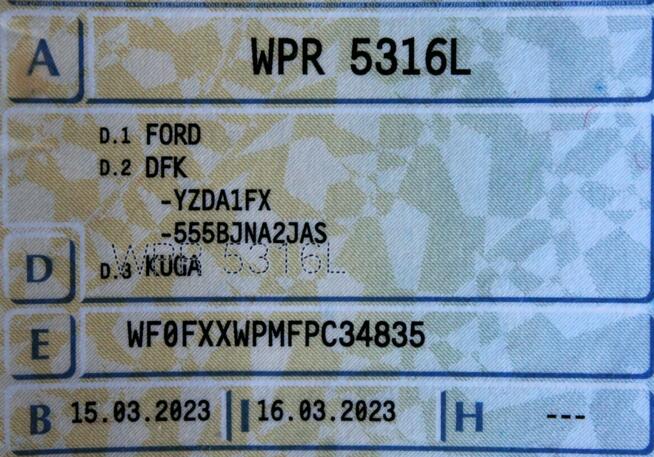 A WPR 5316L
D.1 FORD
D.2 DFK
-YZDA1FX
-555BJNA2JAS
WPR 5316L
D D.3 KUGA
E WF0FXXWPMFPC34835
B 15.03.2023 I 16.03.2023 H ---